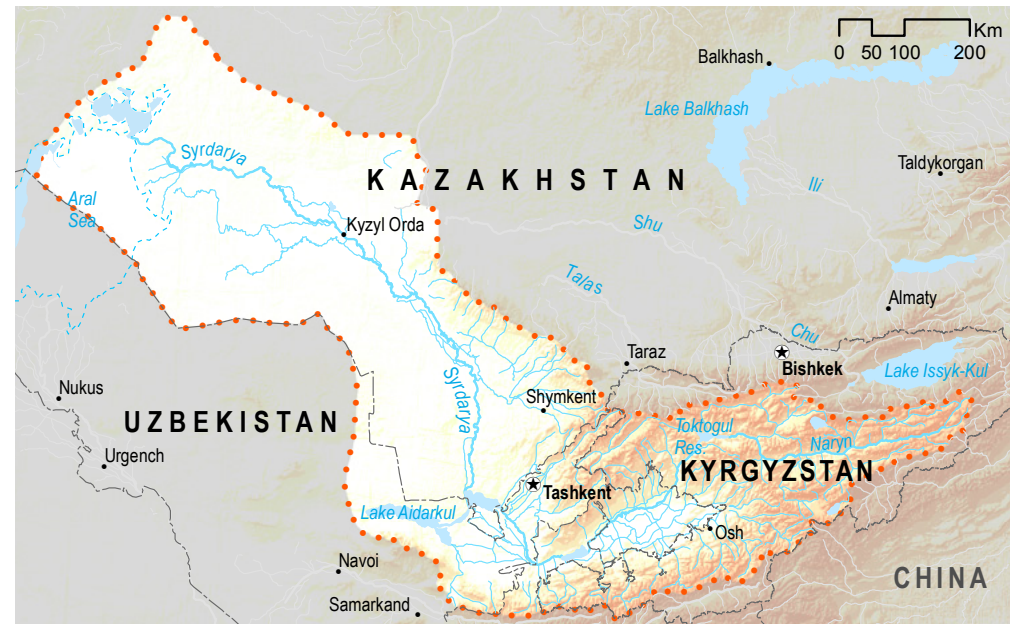 Km
0 50 100 200
Balkhash
Lake Balkhash
Taldykorgan
Syrdarya
KAZAKHSTAN
Ili
Aral
Sea
Kyzyl Orda
Shu
Talas
Almaty
Chu
Taraz
Bishkek
Lake Issyk-Kul
Nukus
Syrdarya
Shymkent
UZBEKISTAN
Toktogul
Res.
Naryn
Urgench
KYRGYZSTAN
Tashkent
Lake Aidarkul
Osh
Navoi
CHINA
Samarkand